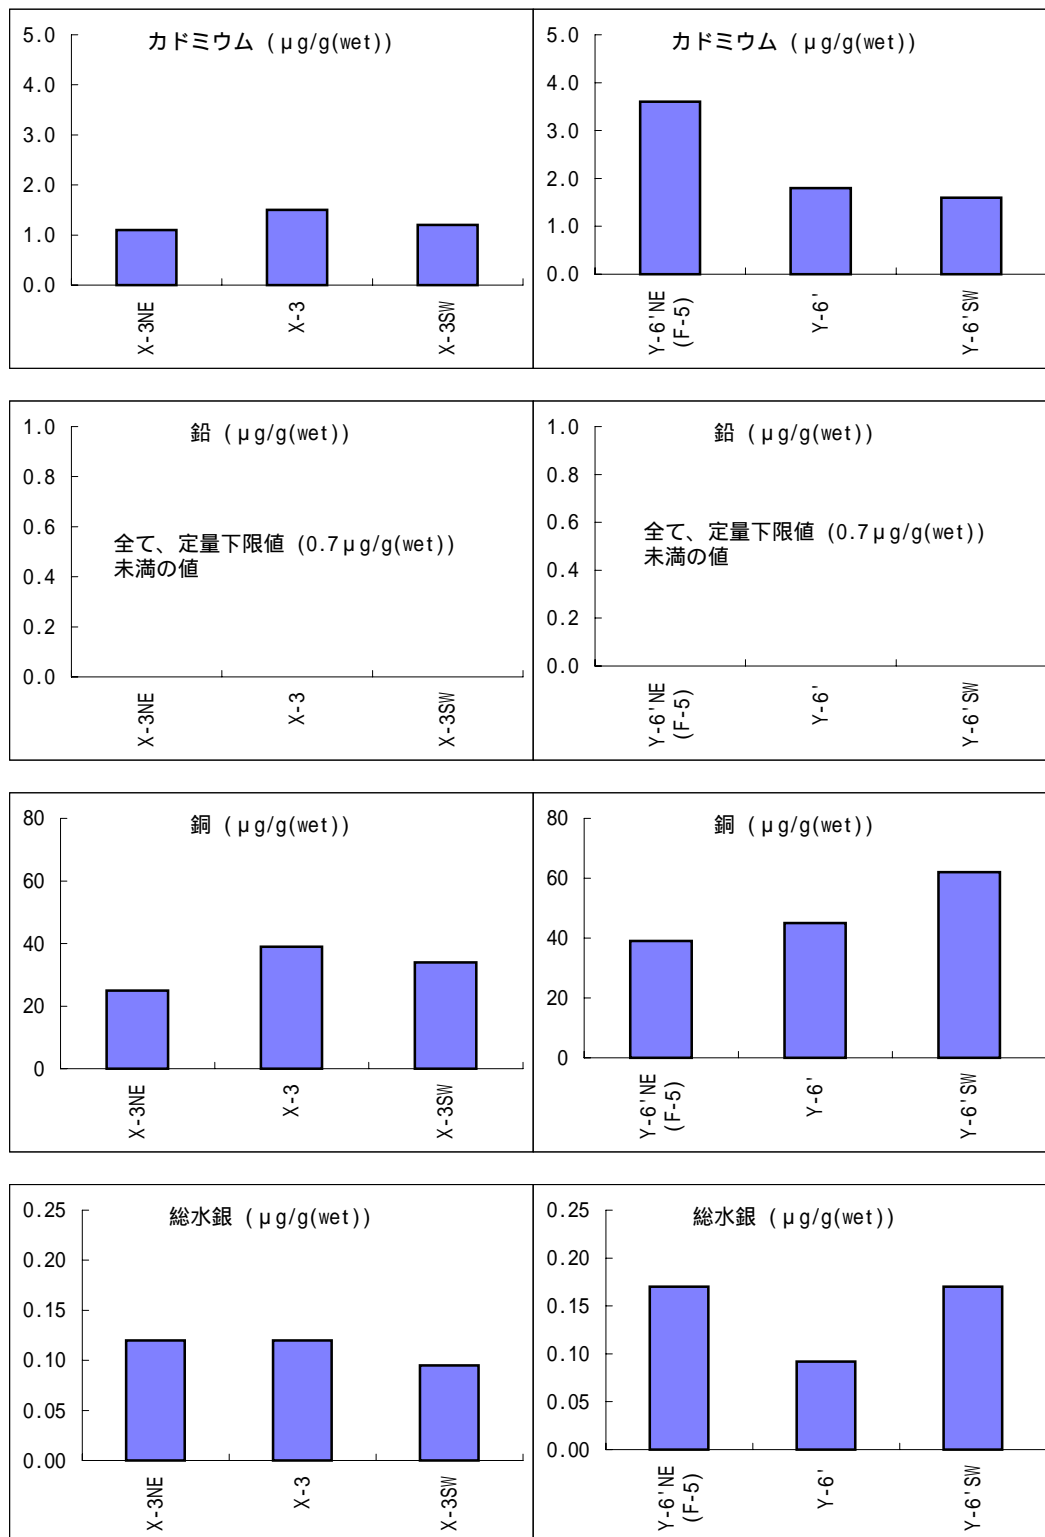 カドミウム (μg/g(wet))
5.0
4.0
3.0
2.0
1.0
0.0
X-3NE
X-3
X-3SW
カドミウム (μg/g(wet))
5.0
4.0
3.0
2.0
1.0
0.0
Y-6'NE
(F-5)
Y-6'
Y-6'SW
鉛 (μg/g(wet))
1.0
0.8
0.6
0.4
0.2
0.0
全て、定量下限値 (0.7μg/g(wet))
未満の値
X-3NE
X-3
X-3SW
鉛 (μg/g(wet))
1.0
0.8
0.6
0.4
0.2
0.0
全て、定量下限値 (0.7μg/g(wet))
未満の値
Y-6'NE
(F-5)
Y-6'
Y-6'SW
銅 (μg/g(wet))
80
60
40
20
0
X-3NE
X-3
X-3SW
銅 (μg/g(wet))
80
60
40
20
0
Y-6'NE
(F-5)
Y-6'
Y-6'SW
総水銀 (μg/g(wet))
0.25
0.20
0.15
0.10
0.05
0.00
X-3NE
X-3
X-3SW
総水銀 (μg/g(wet))
0.25
0.20
0.15
0.10
0.05
0.00
Y-6'NE
(F-5)
Y-6'
Y-6'SW